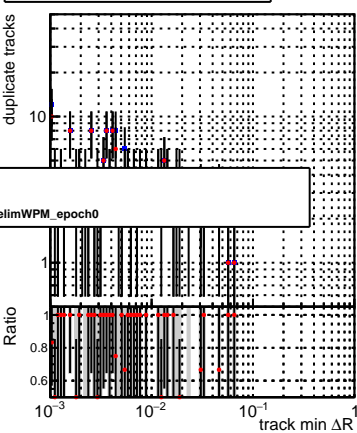 duplicate tracks
10
elimWPM_epoch0
1
Ratio
1
0.8
0.6
10⁻³ 10⁻² 10⁻¹ 1
track min ΔR